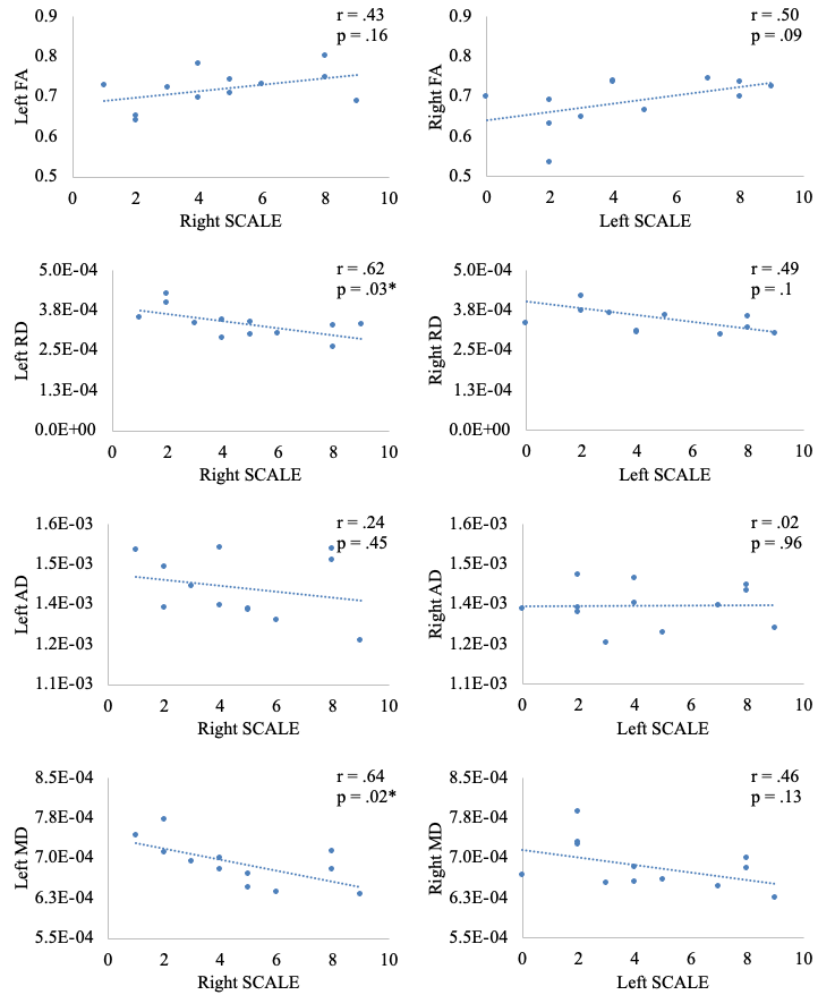 r = .43
p = .16
0.9
0.8
0.7
0.6
0.5
Left FA
0 2 4 6 8 10
Right SCALE
r = .50
p = .09
0.9
0.8
0.7
0.6
0.5
Right FA
0 2 4 6 8 10
Left SCALE
r = .62
p = .03*
5.0E-04
3.8E-04
2.5E-04
1.3E-04
0.0E+00
Left RD
0 2 4 6 8 10
Right SCALE
r = .49
p = .1
5.0E-04
3.8E-04
2.5E-04
1.3E-04
0.0E+00
Right RD
0 2 4 6 8 10
Left SCALE
r = .24
p = .45
1.6E-03
1.5E-03
1.4E-03
1.2E-03
1.1E-03
Left AD
0 2 4 6 8 10
Right SCALE
r = .02
p = .96
1.6E-03
1.5E-03
1.4E-03
1.2E-03
1.1E-03
Right AD
0 2 4 6 8 10
Left SCALE
r = .64
p = .02*
8.5E-04
7.8E-04
7.0E-04
6.3E-04
5.5E-04
Left MD
0 2 4 6 8 10
Right SCALE
r = .46
p = .13
8.5E-04
7.8E-04
7.0E-04
6.3E-04
5.5E-04
Right MD
0 2 4 6 8 10
Left SCALE